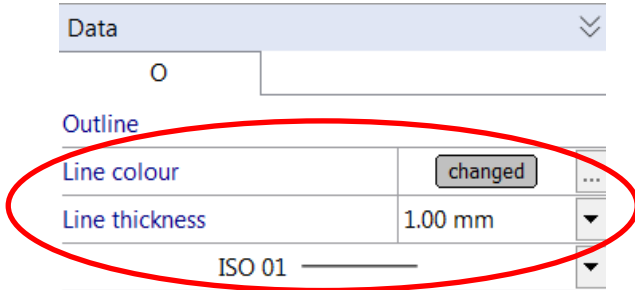 Data
O
Outline
Line colour changed ...
Line thickness 1.00 mm
ISO 01